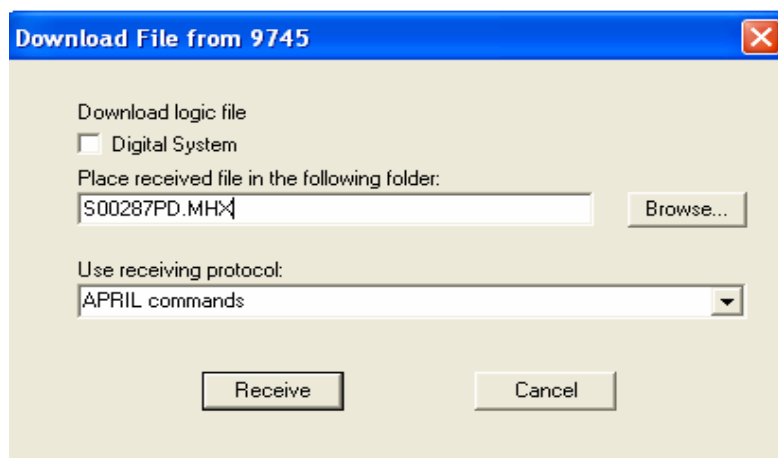 Download File from 9745
Download logic file
Digital System
Place received file in the following folder:
S00287PD.MHX
Browse...
Use receiving protocol:
APRIL commands
Receive
Cancel